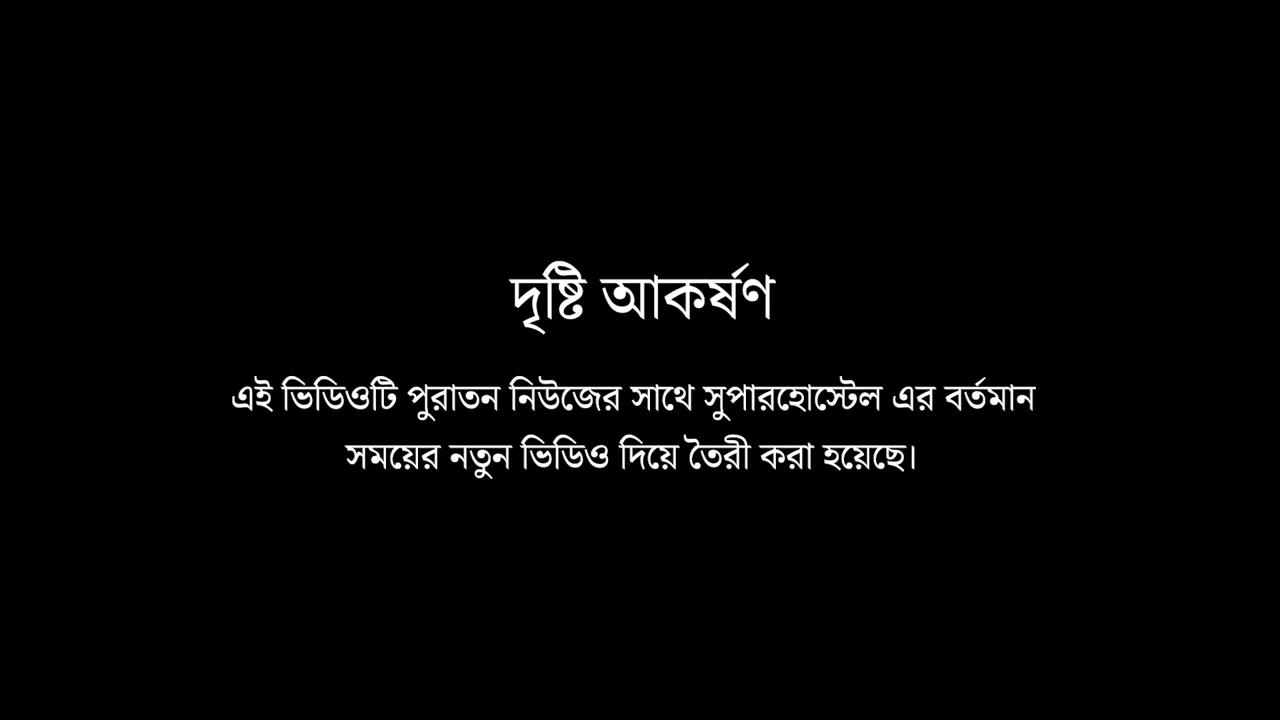 দৃষ্টি আকর্ষণ
এই ভিডিওটি পুরাতন নিউজের সাথে সুপারহোস্টেল এর বর্তমান
সময়ের নতুন ভিডিও দিয়ে তৈরী করা হয়েছে।